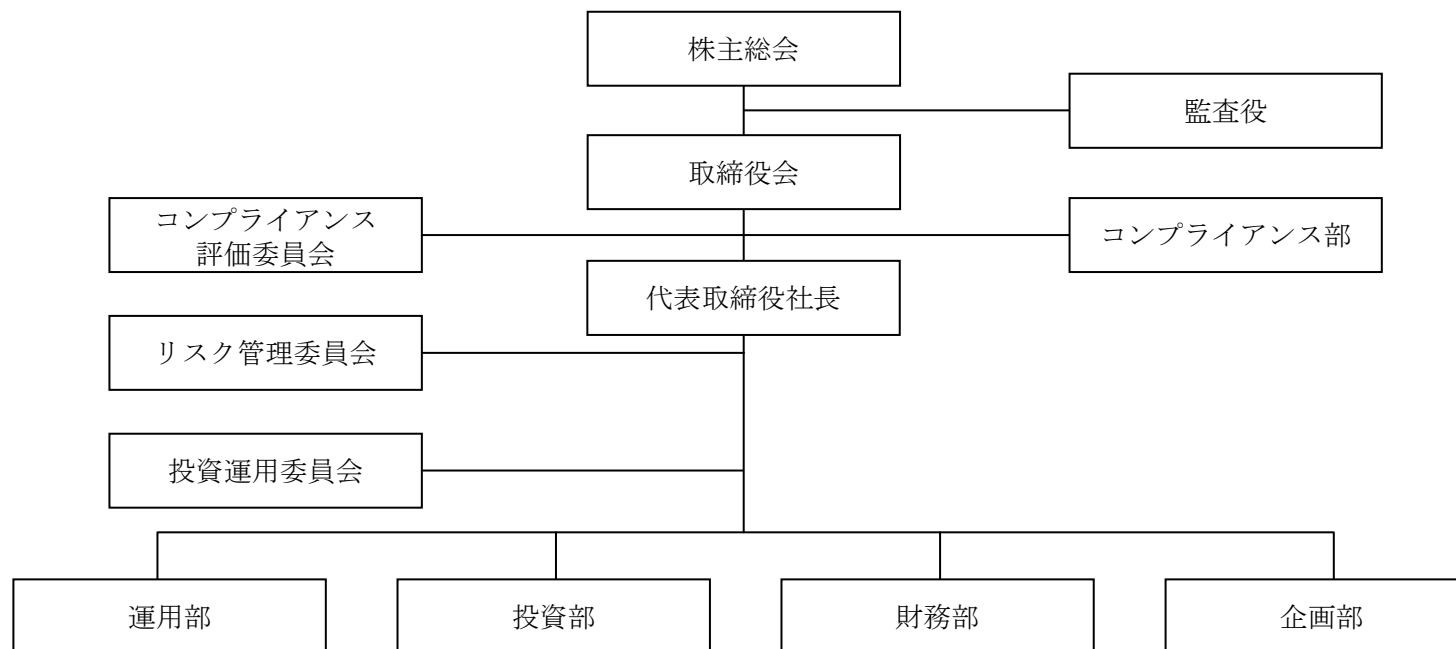 株主総会
監査役
取締役会
コンプライアンス
評価委員会
コンプライアンス部
代表取締役社長
リスク管理委員会
投資運用委員会
運用部
投資部
財務部
企画部